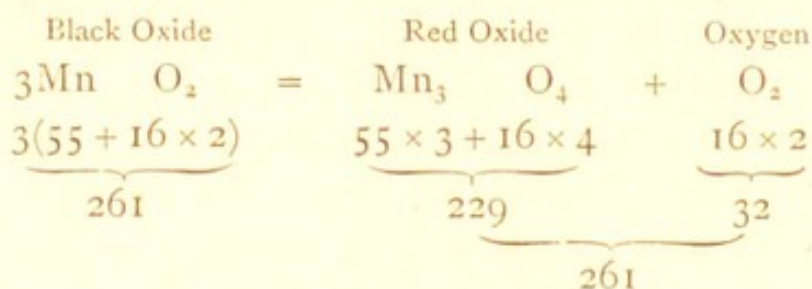 Black Oxide Red Oxide Oxygen
3Mn O₂ = Mn₃ O₄ + O₂
3(55 + 16 × 2) 55 × 3 + 16 × 4 16 × 2
261 229 32
261